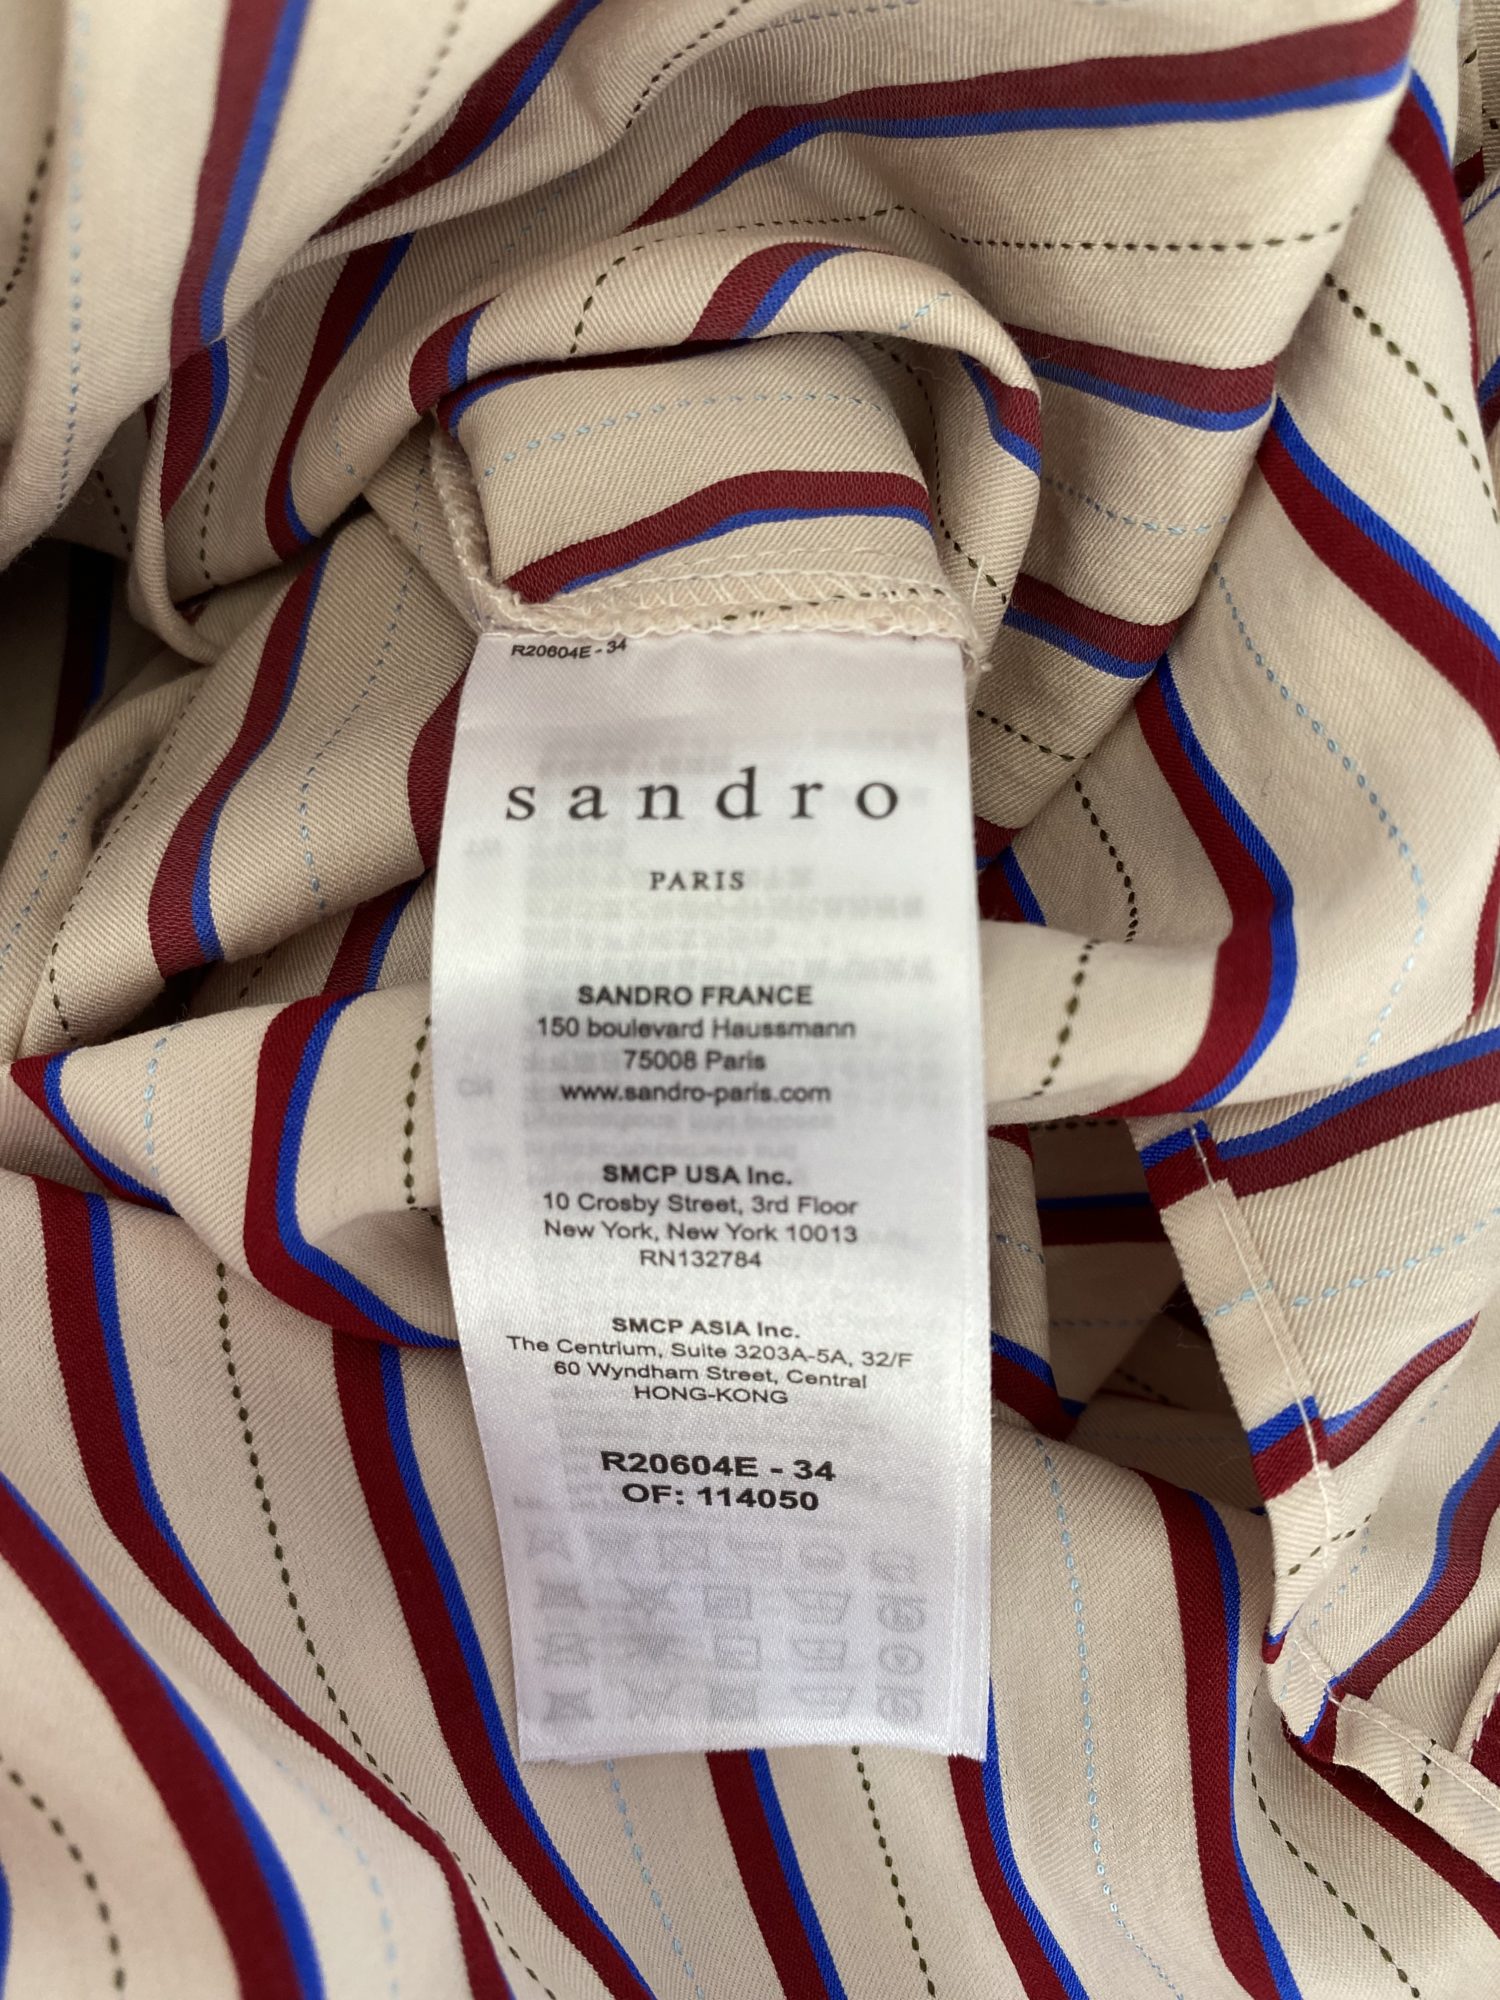 R20604E - 34
sandro
PARIS
SANDRO FRANCE
150 boulevard Haussmann
75008 Paris
www.sandro-paris.com
SMCP USA Inc.
10 Crosby Street, 3rd Floor
New York, New York 10013
RN132784
SMCP ASIA Inc.
The Centrium, Suite 3203A-5A, 32/F
60 Wyndham Street, Central
HONG-KONG
R20604E - 34
OF: 114050